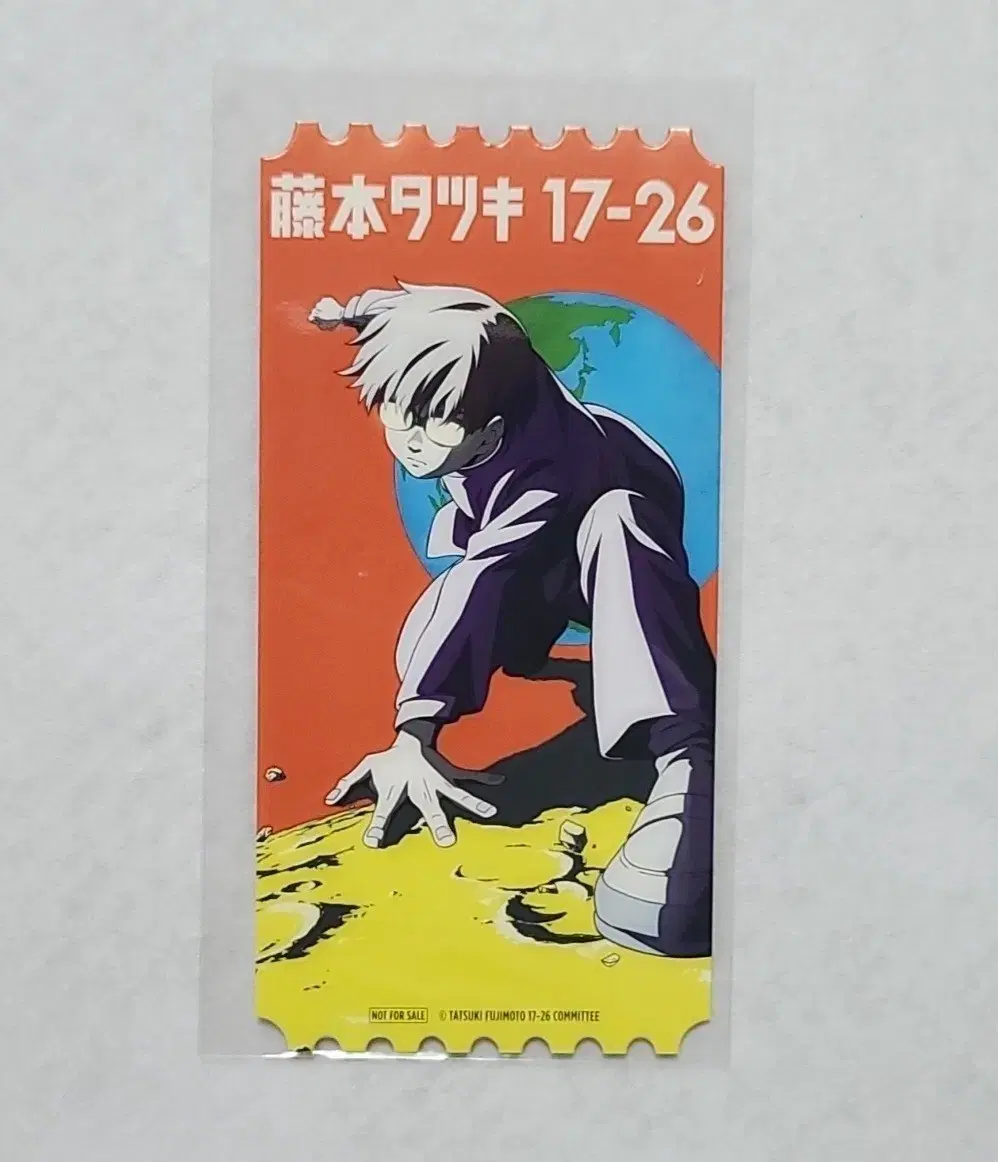 藤本タツキ 17-26
NOT FOR SALE © TATSUKI FUJIMOTO 17-26 COMMITTEE